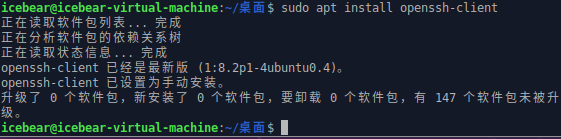 icebear@icebear-virtual-machine:~/桌面$ sudo apt install openssh-client
正在读取软件包列表... 完成
正在分析软件包的依赖关系树
正在读取状态信息... 完成
openssh-client 已经是最新版 (1:8.2p1-4ubuntu0.4)。
openssh-client 已设置为手动安装。
升级了 0 个软件包，新安装了 0 个软件包，要卸载 0 个软件包，有 147 个软件包未被升
级。
icebear@icebear-virtual-machine:~/桌面$